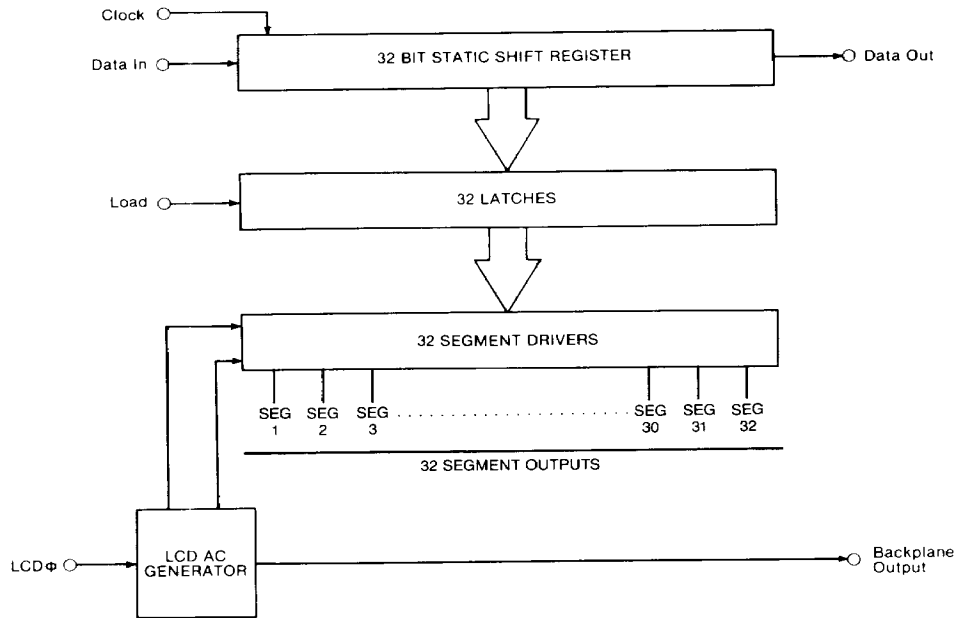 Clock
Data In
32 BIT STATIC SHIFT REGISTER
Data Out
Load
32 LATCHES
32 SEGMENT DRIVERS
SEG 1
SEG 2
SEG 3
SEG 30
SEG 31
SEG 32
32 SEGMENT OUTPUTS
LCDΦ
LCD AC
GENERATOR
Backplane
Output